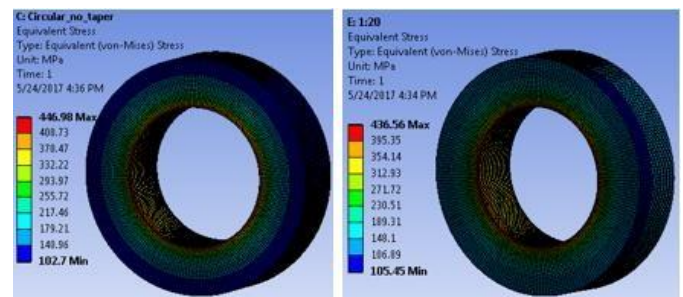 C: Circular_no_taper
Equivalent Stress
Type: Equivalent (von-Mises) Stress
Unit: MPa
Time: 1
5/24/2017 4:36 PM
446.98 Max
408.73
370.47
332.22
293.97
255.72
217.46
179.21
140.96
102.7 Min
E: 1:20
Equivalent Stress
Type: Equivalent (von-Mises) Stress
Unit: MPa
Time: 1
5/24/2017 4:34 PM
436.56 Max
395.35
354.14
312.93
271.72
230.51
189.31
148.1
106.89
105.45 Min